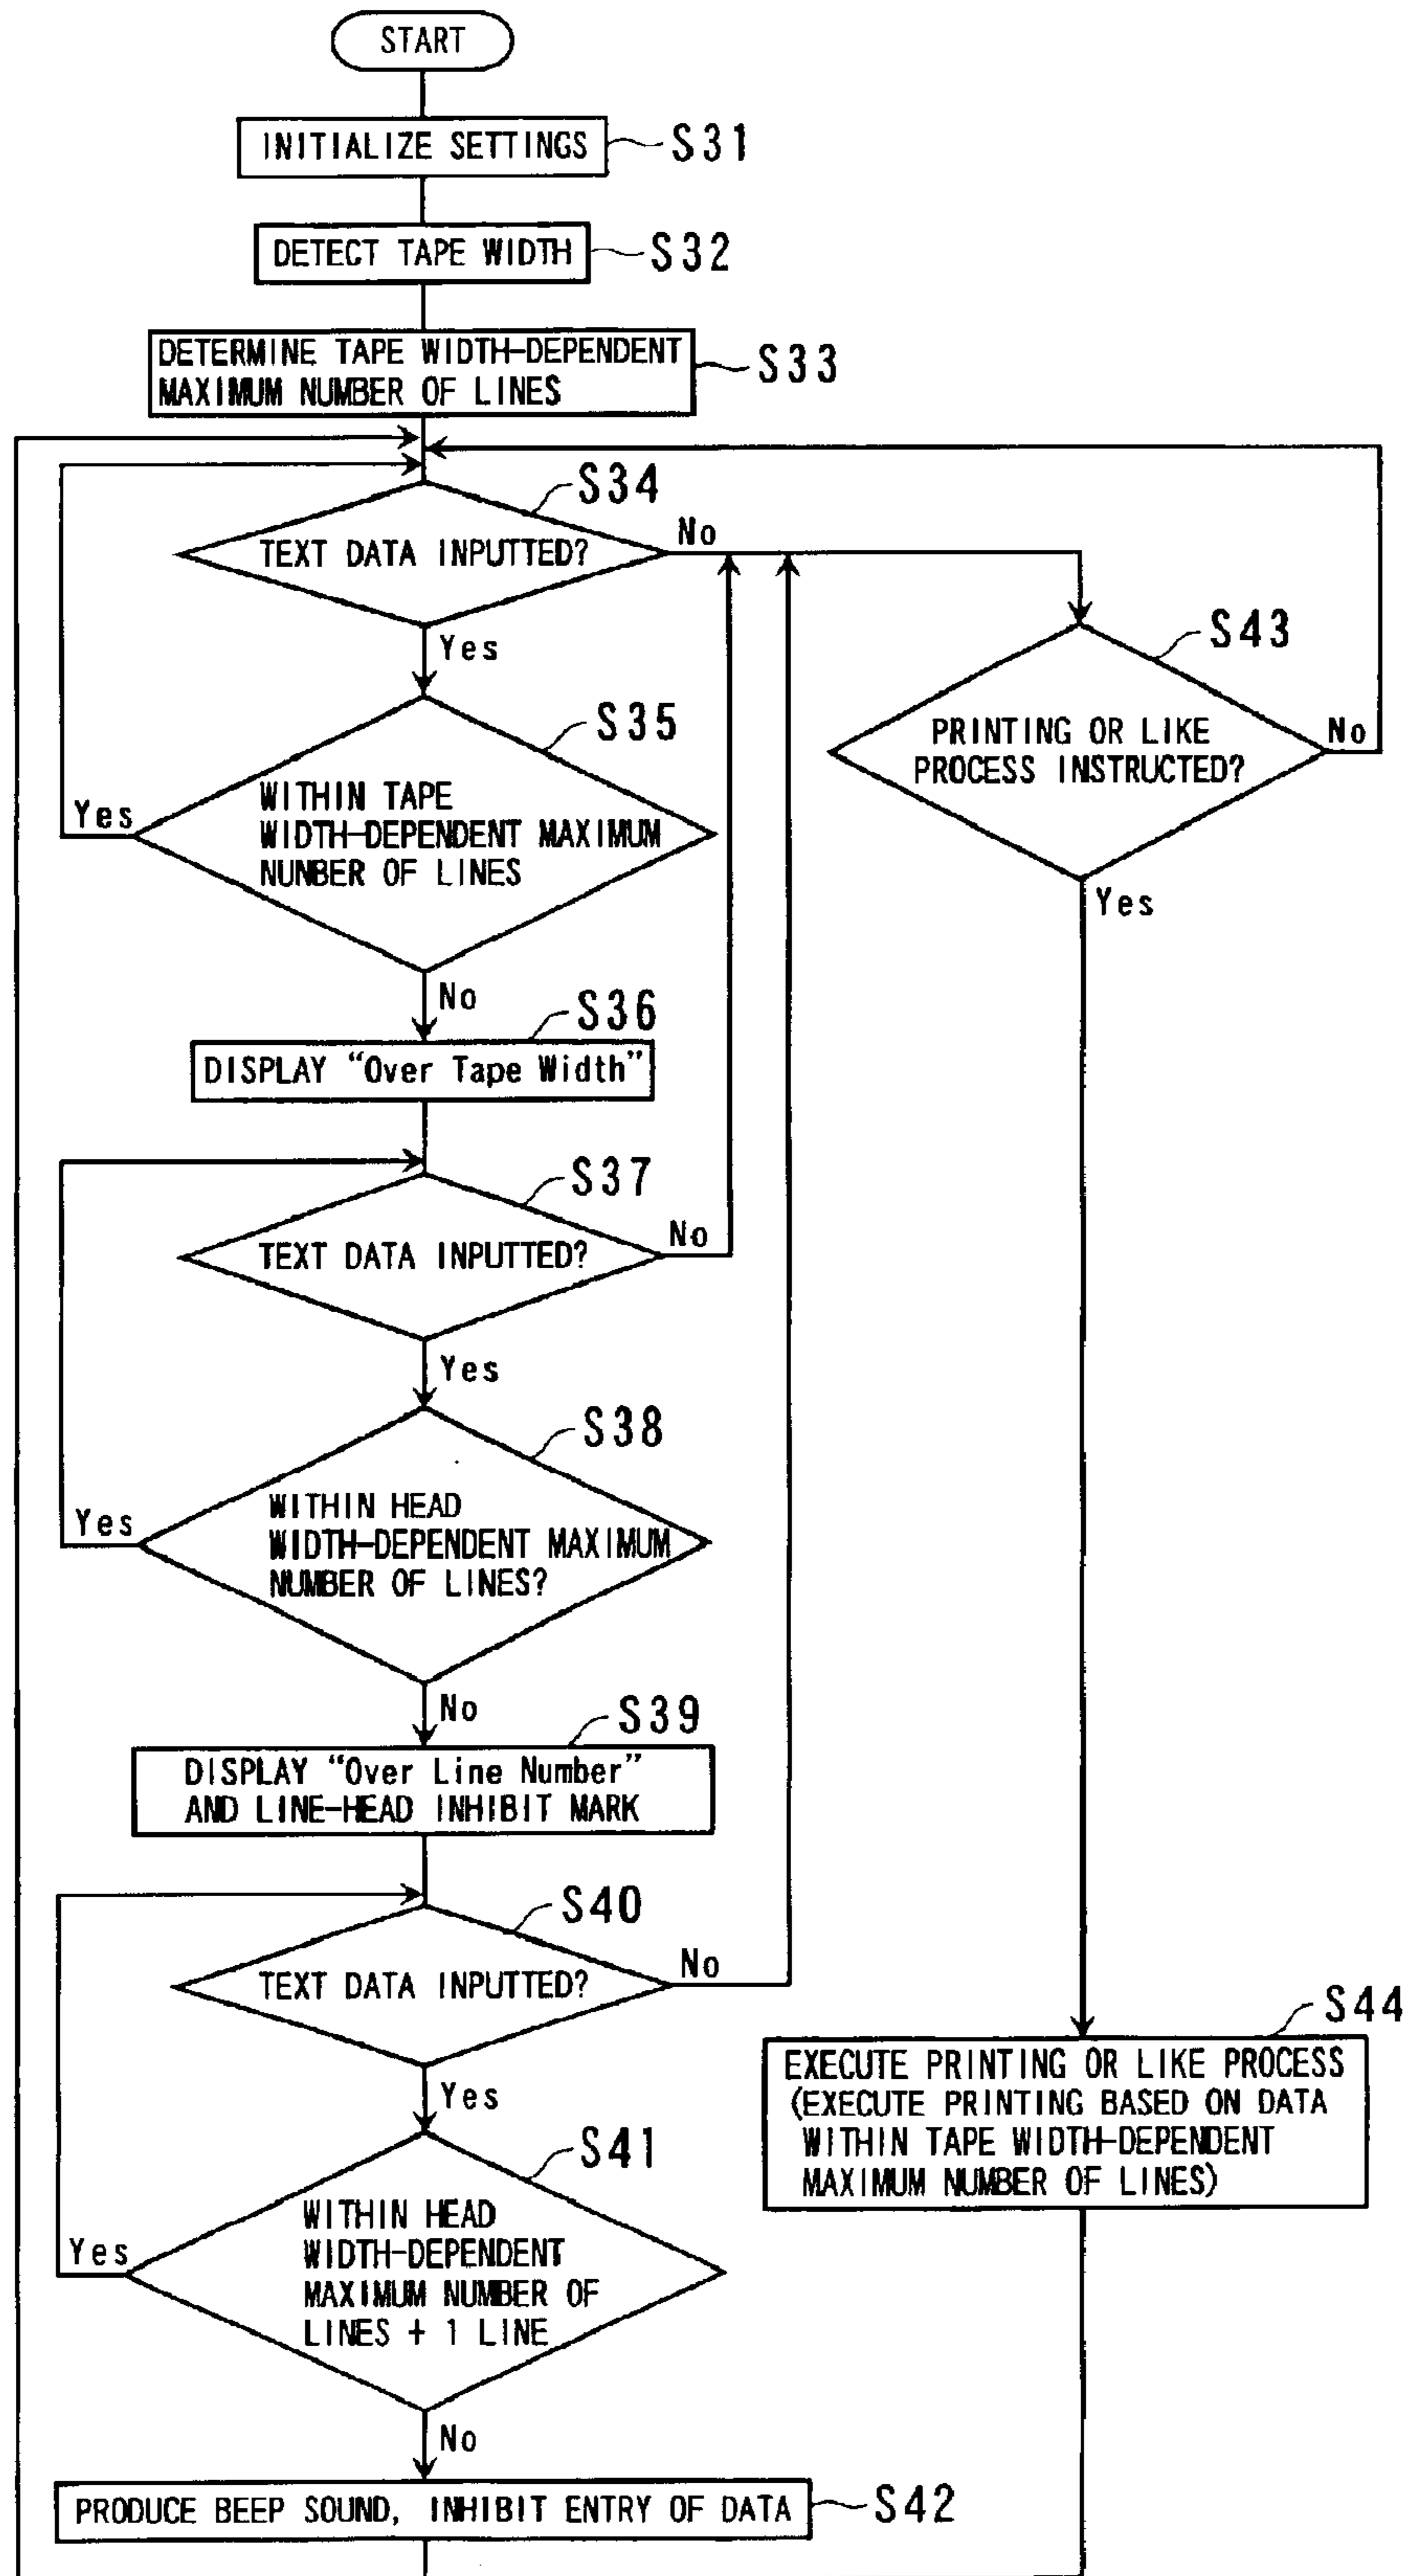 START
INITIALIZE SETTINGS
S31
DETECT TAPE WIDTH
S32
DETERMINE TAPE WIDTH-DEPENDENT
MAXIMUM NUMBER OF LINES
S33
S34
TEXT DATA INPUTTED?
No
Yes
S35
WITHIN TAPE
WIDTH-DEPENDENT MAXIMUM
NUNBER OF LINES
Yes
No
S36
DISPLAY “Over Tape Width”
S37
TEXT DATA INPUTTED?
No
Yes
S38
WITHIN HEAD
WIDTH-DEPENDENT MAXIMUM
NUMBER OF LINES?
Yes
No
S39
DISPLAY “Over Line Number”
AND LINE-HEAD INHIBIT MARK
S40
TEXT DATA INPUTTED?
No
Yes
S41
WITHIN HEAD
WIDTH-DEPENDENT
MAXIMUM NUMBER OF
LINES + 1 LINE
Yes
No
PRODUCE BEEP SOUND, INHIBIT ENTRY OF DATA
S42
S43
PRINTING OR LIKE
PROCESS INSTRUCTED?
No
Yes
S44
EXECUTE PRINTING OR LIKE PROCESS
(EXECUTE PRINTING BASED ON DATA
WITHIN TAPE WIDTH-DEPENDENT
MAXIMUM NUMBER OF LINES)